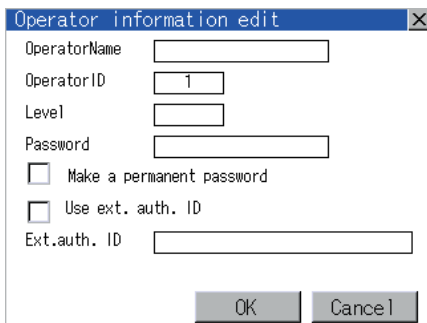 Operator information edit
OperatorName
OperatorID 1
Level
Password
Make a permanent password
Use ext. auth. ID
Ext.auth. ID
OK Cancel